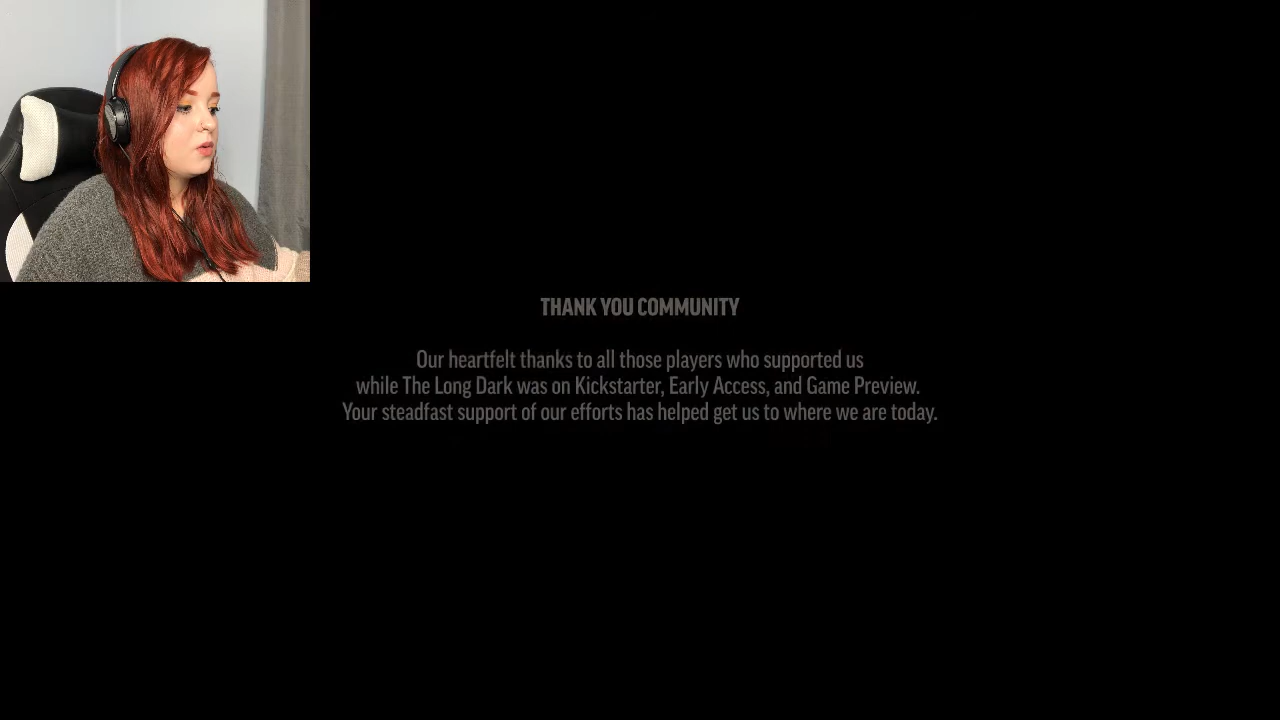 THANK YOU COMMUNITY
Our heartfelt thanks to all those players who supported us
while The Long Dark was on Kickstarter, Early Access, and Game Preview.
Your steadfast support of our efforts has helped get us to where we are today.